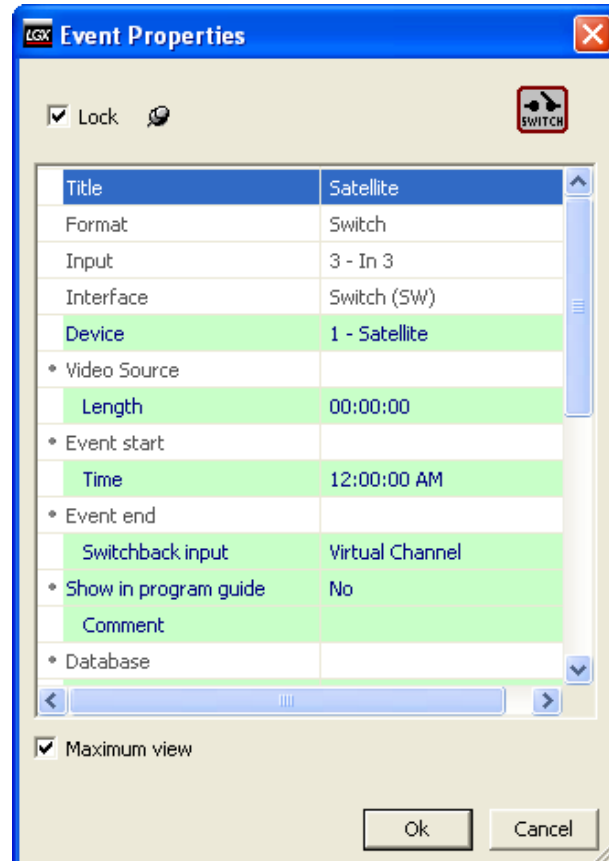 LGX Event Properties
Lock
SWITCH
Title Satellite
Format Switch
Input 3 - In 3
Interface Switch (SW)
Device 1 - Satellite
Video Source
Length 00:00:00
Event start
Time 12:00:00 AM
Event end
Switchback input Virtual Channel
Show in program guide No
Comment
Database
Maximum view
Ok Cancel